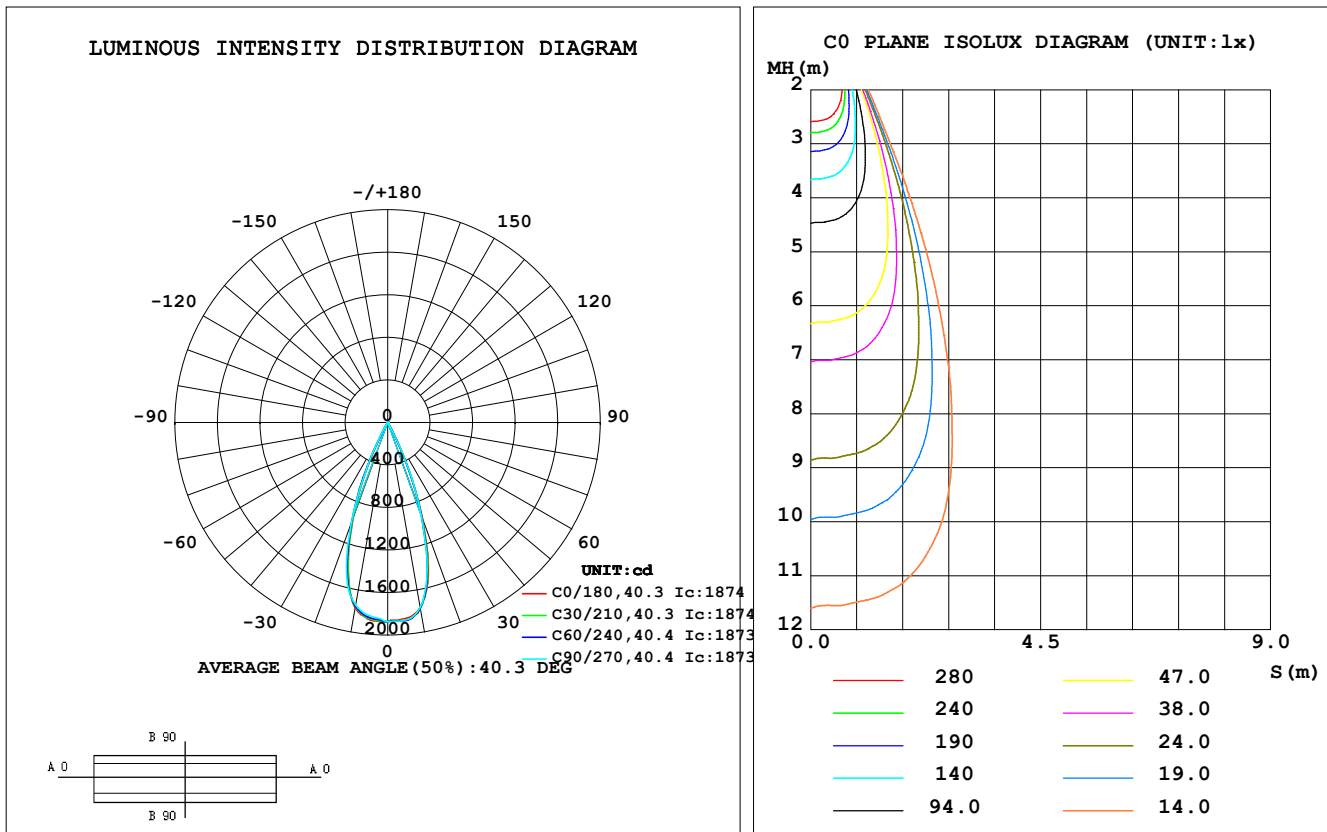 LUMINOUS INTENSITY DISTRIBUTION DIAGRAM
-/+180
-150 150
-120 120
-90 90
-60 60
-30 30
0
0
400
800
1200
1600
2000
UNIT:cd
C0/180,40.3 Ic:1874
C30/210,40.3 Ic:1874
C60/240,40.4 Ic:1873
C90/270,40.4 Ic:1873
AVERAGE BEAM ANGLE(50%):40.3 DEG
B 90
A 0 A 0
B 90
C0 PLANE ISOLUX DIAGRAM (UNIT:lx)
MH(m)
2
3
4
5
6
7
8
9
10
11
12
0.0 4.5 9.0
S(m)
280 47.0
240 38.0
190 24.0
140 19.0
94.0 14.0